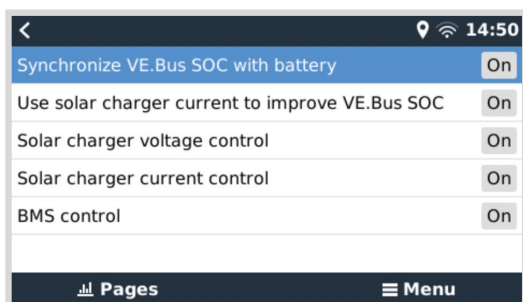 14:50
Synchronize VE.Bus SOC with battery On
Use solar charger current to improve VE.Bus SOC On
Solar charger voltage control On
Solar charger current control On
BMS control On
Pages Menu